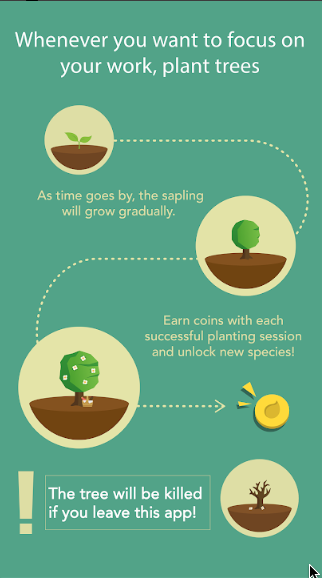 Whenever you want to focus on
your work, plant trees
As time goes by, the sapling
will grow gradually.
Earn coins with each
successful planting session
and unlock new species!
! The tree will be killed
if you leave this app!